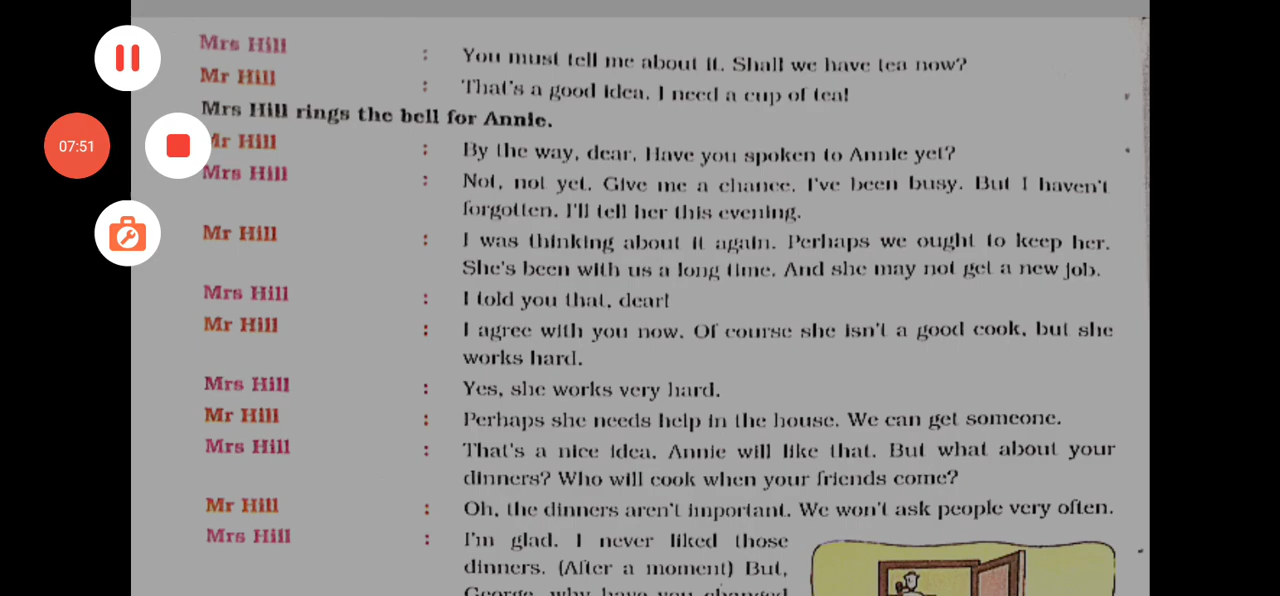 Mrs Hill : You must tell me about it. Shall we have tea now?
Mr Hill : That's a good idea. I need a cup of tea!
Mrs Hill rings the bell for Annie.
07:51
Mr Hill : By the way, dear. Have you spoken to Annie yet?
Mrs Hill : Not, not yet. Give me a chance. I've been busy. But I haven't
forgotten. I'll tell her this evening.
Mr Hill : I was thinking about it again. Perhaps we ought to keep her.
She's been with us a long time. And she may not get a new job.
Mrs Hill : I told you that, dear!
Mr Hill : I agree with you now. Of course she isn't a good cook, but she
works hard.
Mrs Hill : Yes, she works very hard.
Mr Hill : Perhaps she needs help in the house. We can get someone.
Mrs Hill : That's a nice idea. Annie will like that. But what about your
dinners? Who will cook when your friends come?
Mr Hill : Oh, the dinners aren't important. We won't ask people very often.
Mrs Hill : I'm glad. I never liked those
dinners. (After a moment) But,
George, why have you changed